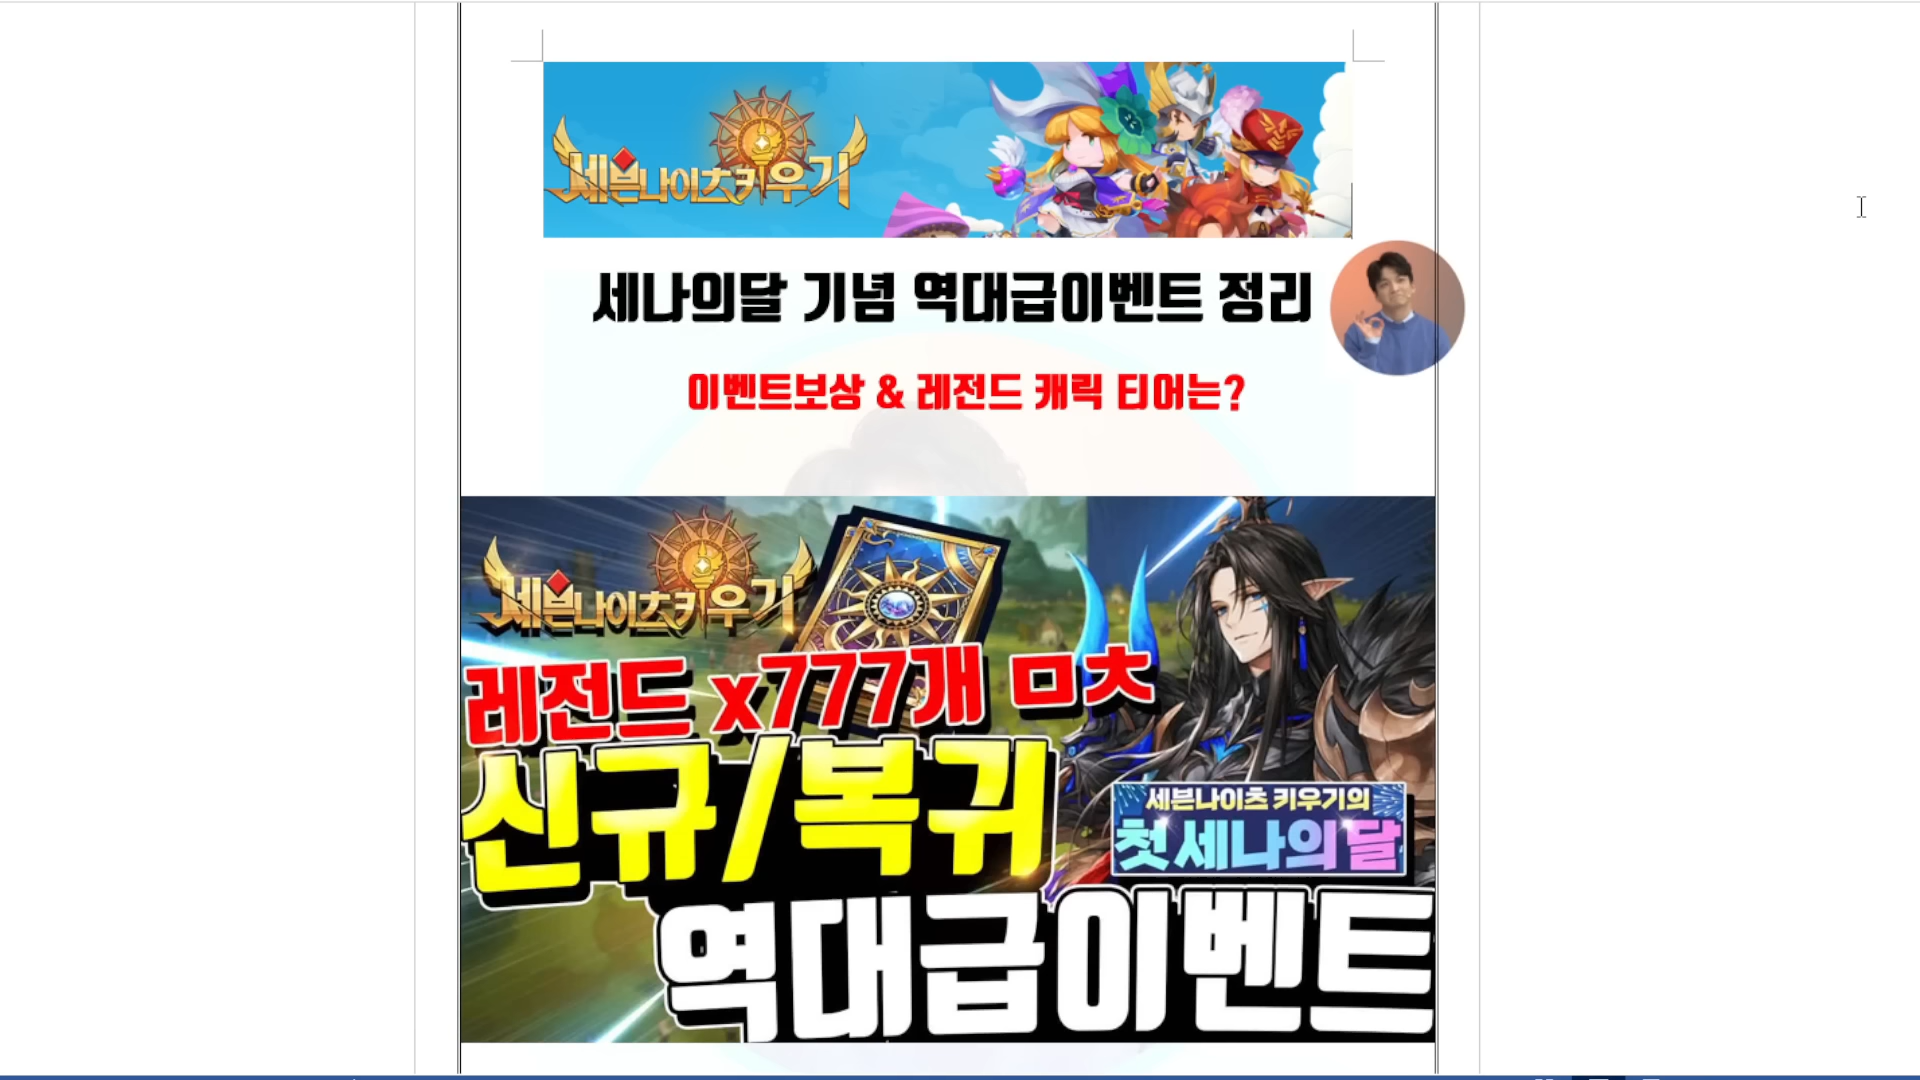 세븐나이츠키우기
세나의달 기념 역대급이벤트 정리
이벤트보상 & 레전드 캐릭 티어는?
세븐나이츠키우기
레전드 x777개 ㅁㅊ
신규/복귀
세븐나이츠 키우기의
첫 세나의 달
역대급이벤트